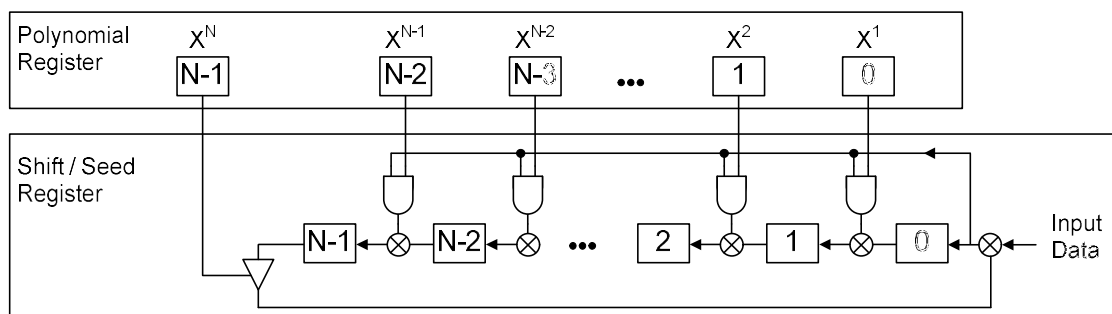 Polynomial
Register
X^N X^N-1 X^N-2 X^2 X^1
N-1 N-2 N-3 ••• 1 0
Shift / Seed
Register
N-1 N-2 ••• 2 1 0
Input
Data